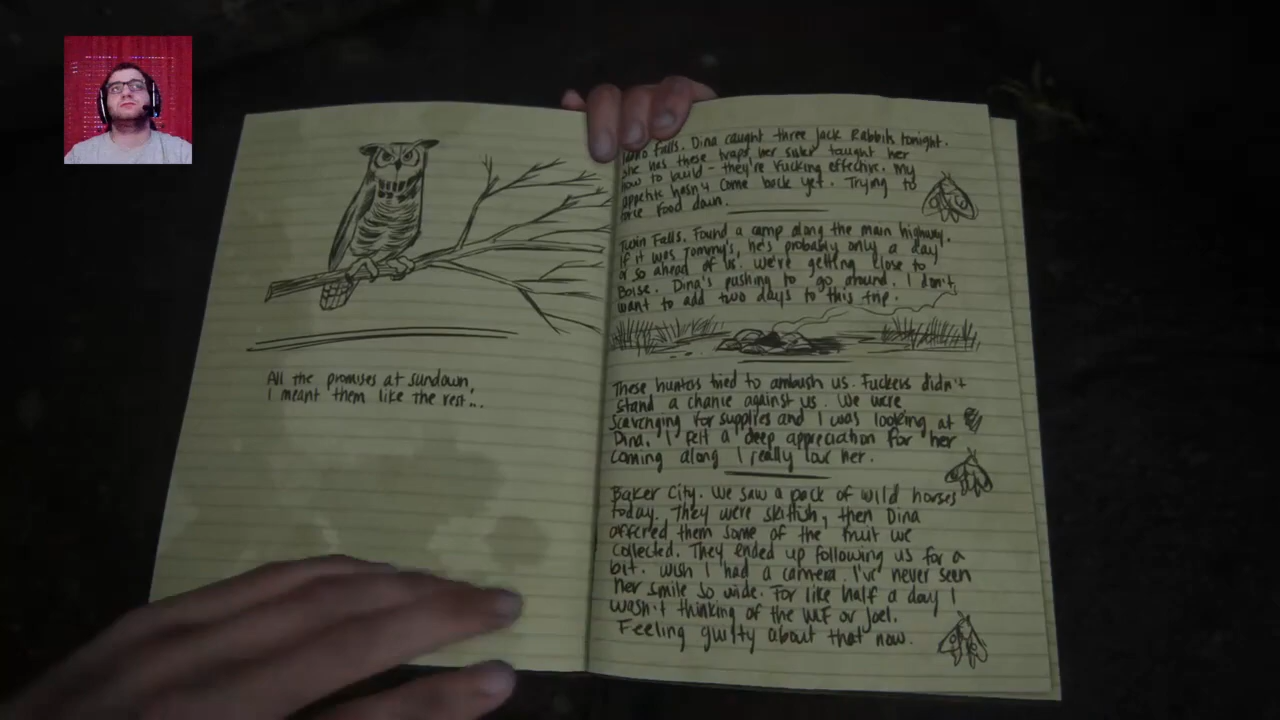 All the promises at sundown,
I meant them like the rest...
Idaho Falls. Dina caught three Jack Rabbits tonight.
She has these traps her sister taught her
how to build - they're fucking effective. My
appetite hasn't come back yet. Trying to
force food down.
Twin Falls. Found a camp along the main highway.
If it was Tommy's, he's probably only a day
or so ahead of us. We're getting close to
Boise. Dina's pushing to go around. I don't
want to add two days to this trip.
These hunters tried to ambush us. Fuckers didn't
stand a chance against us. We were
scavenging for supplies and I was looking at
Dina. I felt a deep appreciation for her
coming along I really love her.
Baker City. We saw a pack of wild horses
today. They were skittish, then Dina
offered them some of the fruit we
collected. They ended up following us for a
bit. Wish I had a camera. I've never seen
her smile so wide. For like half a day I
wasn't thinking of the WLF or Joel.
Feeling guilty about that now.